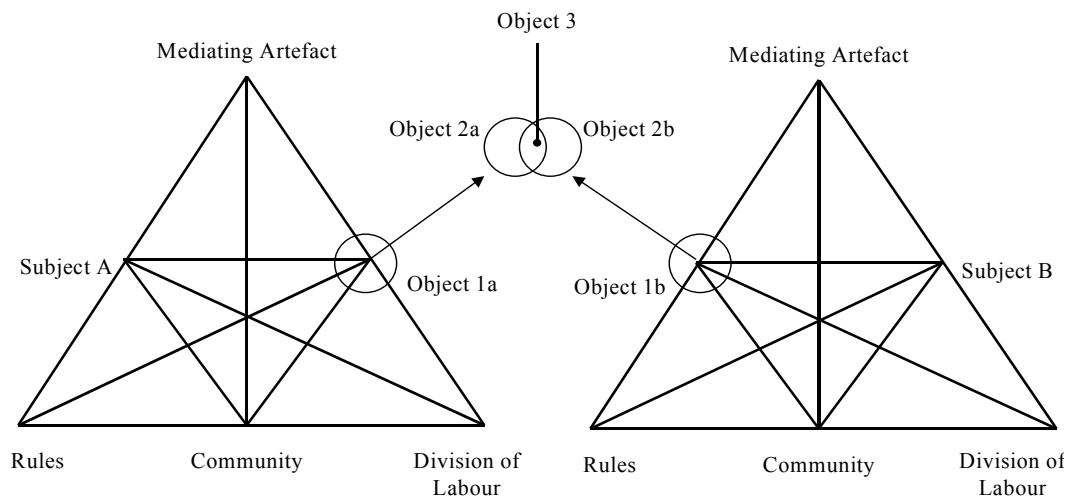 Object 3
Mediating Artefact
Mediating Artefact
Object 2a
Object 2b
Subject A
Object 1a
Object 1b
Subject B
Rules
Community
Division of
Labour
Rules
Community
Division of
Labour